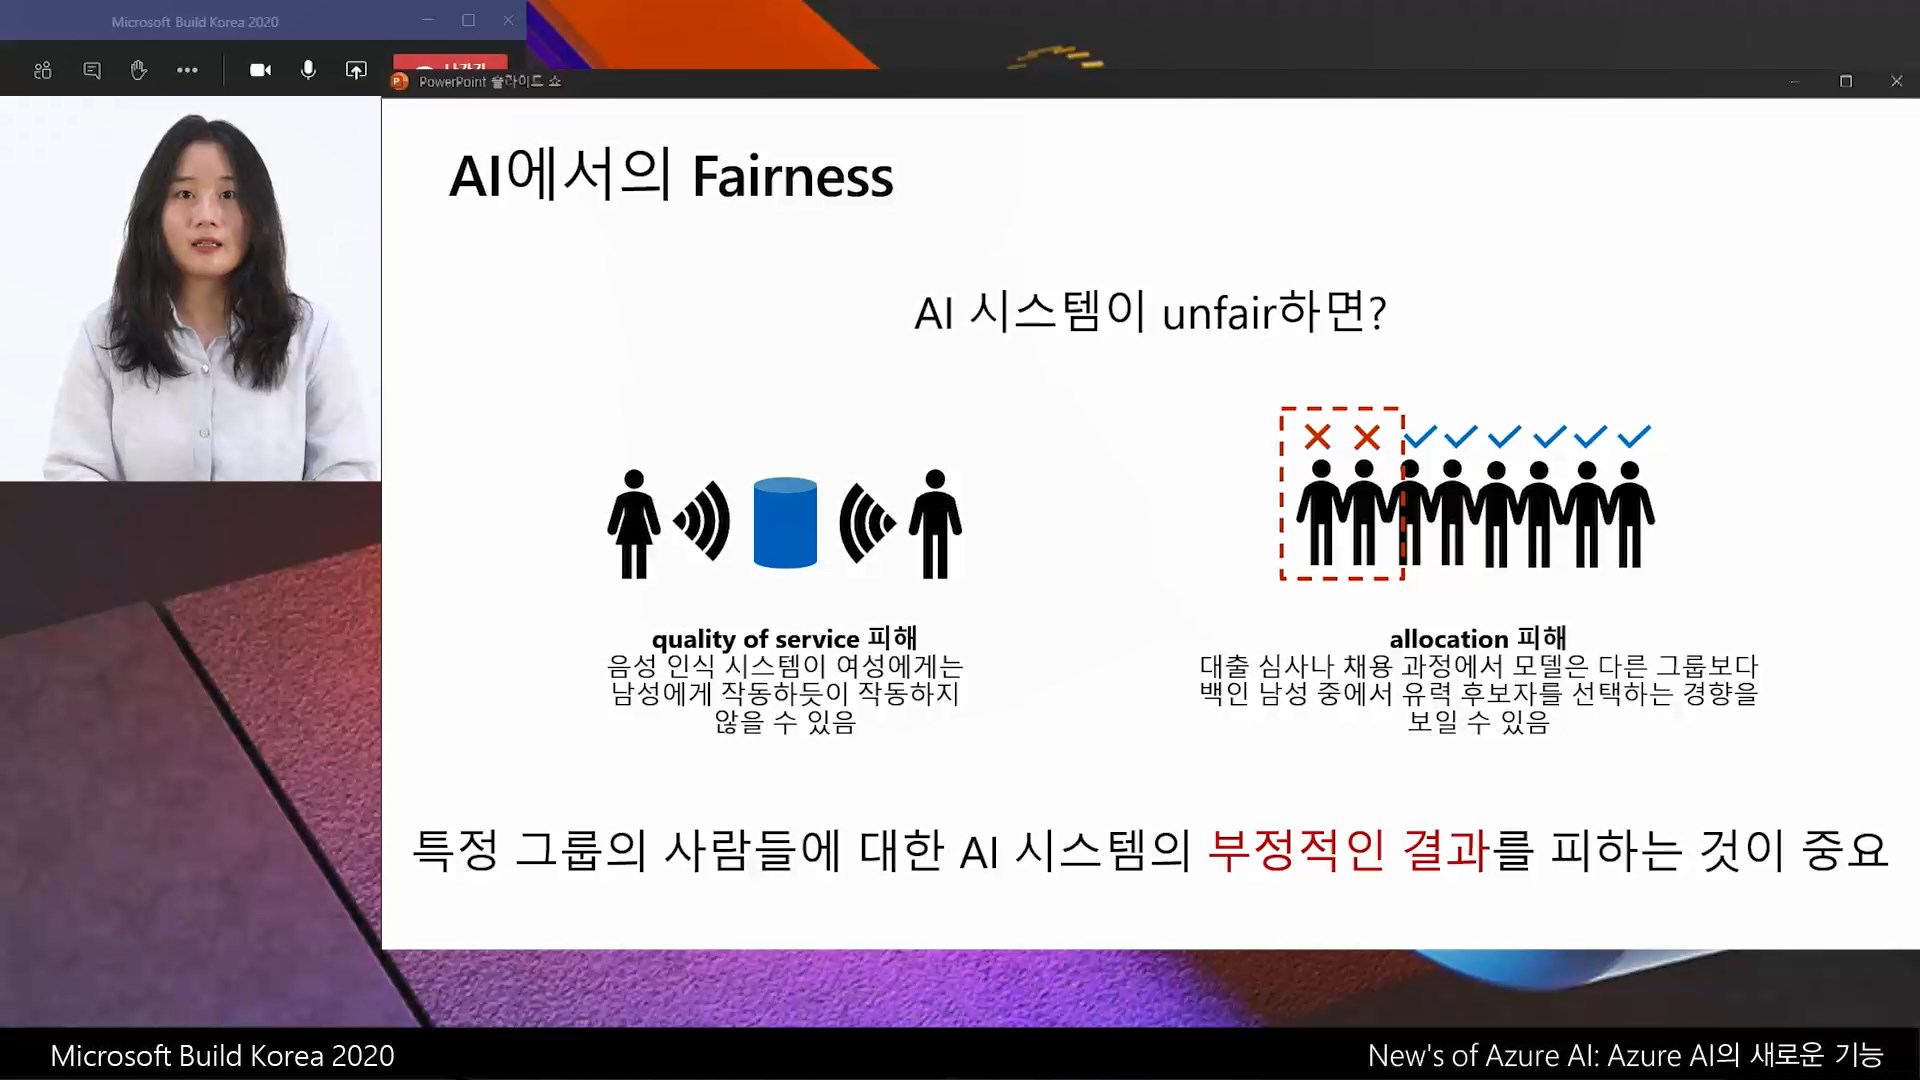 Microsoft Build Korea 2020
PowerPoint 슬라이드 쇼
AI에서의 Fairness
AI 시스템이 unfair하면?
quality of service 피해
음성 인식 시스템이 여성에게는
남성에게 작동하듯이 작동하지
않을 수 있음
allocation 피해
대출 심사나 채용 과정에서 모델은 다른 그룹보다
백인 남성 중에서 유력 후보자를 선택하는 경향을
보일 수 있음
특정 그룹의 사람들에 대한 AI 시스템의 부정적인 결과를 피하는 것이 중요
Microsoft Build Korea 2020
New's of Azure AI: Azure AI의 새로운 기능